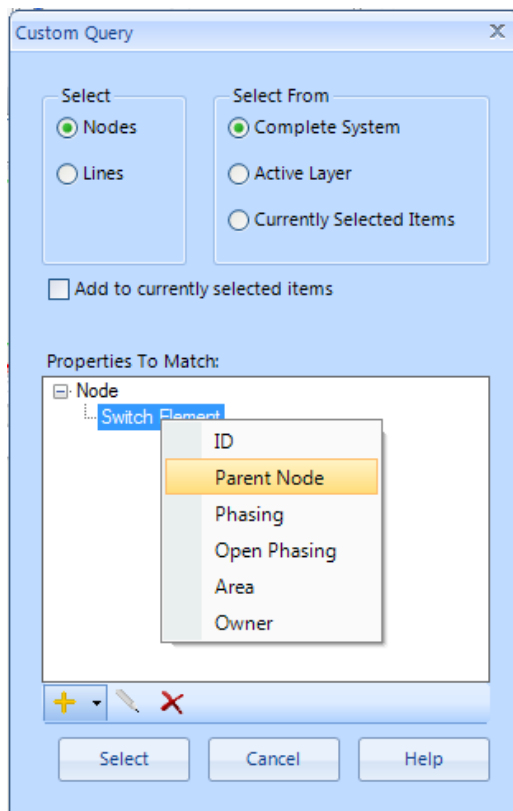 Custom Query
Select
Nodes
Lines
Select From
Complete System
Active Layer
Currently Selected Items
Add to currently selected items
Properties To Match:
Node
Switch Element
ID
Parent Node
Phasing
Open Phasing
Area
Owner
Select
Cancel
Help